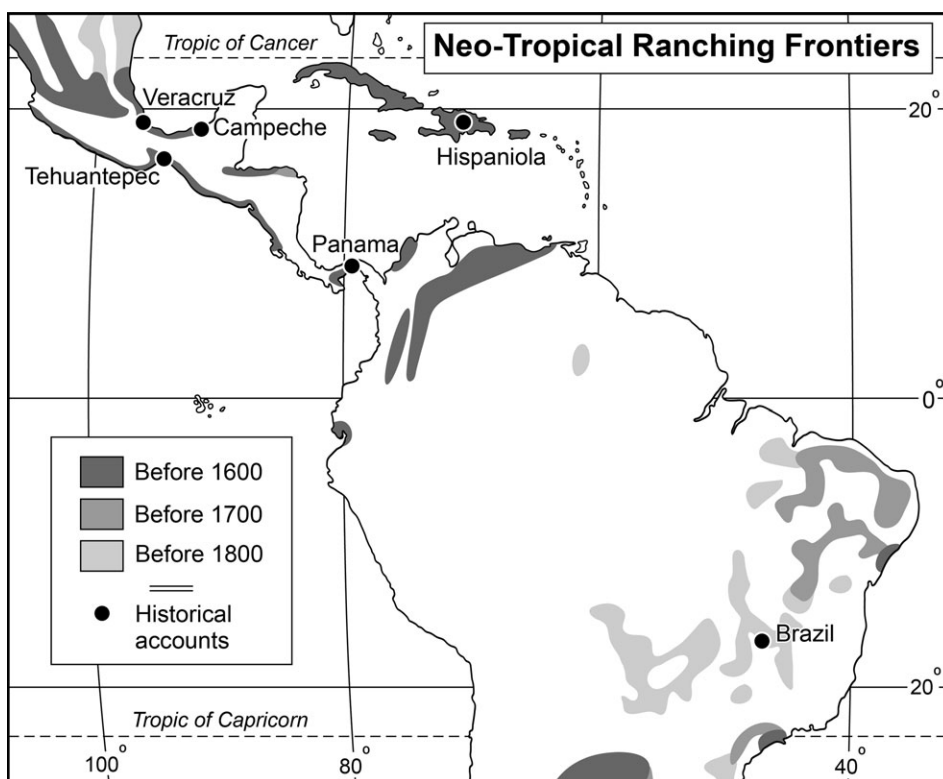 Neo-Tropical Ranching Frontiers
Tropic of Cancer
20°
Veracruz
Campeche
Hispaniola
Tehuantepec
Panama
0°
Before 1600
Before 1700
Before 1800
Historical
accounts
Brazil
20°
Tropic of Capricorn
100°
80°
40°